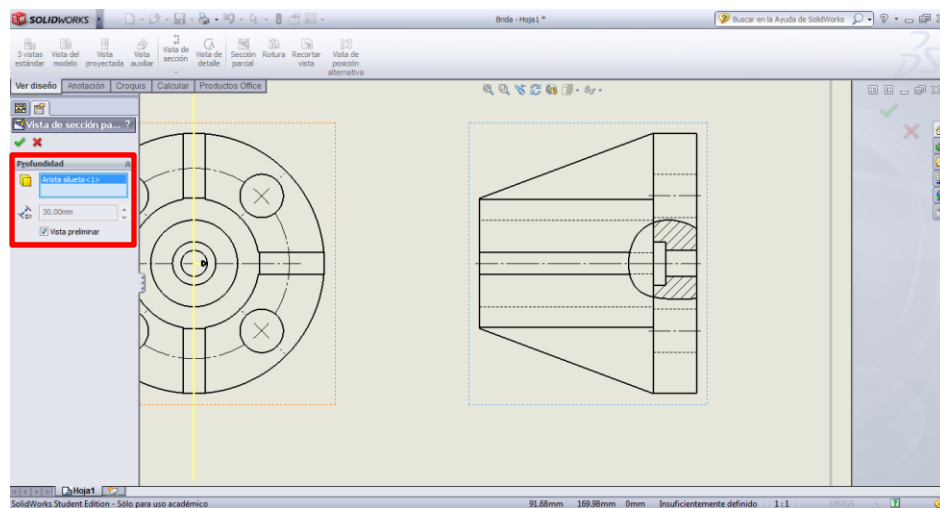 SOLIDWORKS
Brida - Hoja1 *
Buscar en la Ayuda de SolidWorks
3 vistas estándar
Vista del modelo
Vista proyectada
Vista auxiliar
Vista de sección
Vista de detalle
Sección parcial
Rotura
Recortar vista
Vista de posición alternativa
Ver diseño
Anotación
Croquis
Calcular
Productos Office
Vista de sección pa... ?
Profundidad
Arista silueta<1>
D1
30.00mm
Vista preliminar
Hoja1
SolidWorks Student Edition - Sólo para uso académico
91.68mm
169.98mm
0mm
Insuficientemente definido
1:1
MMGS